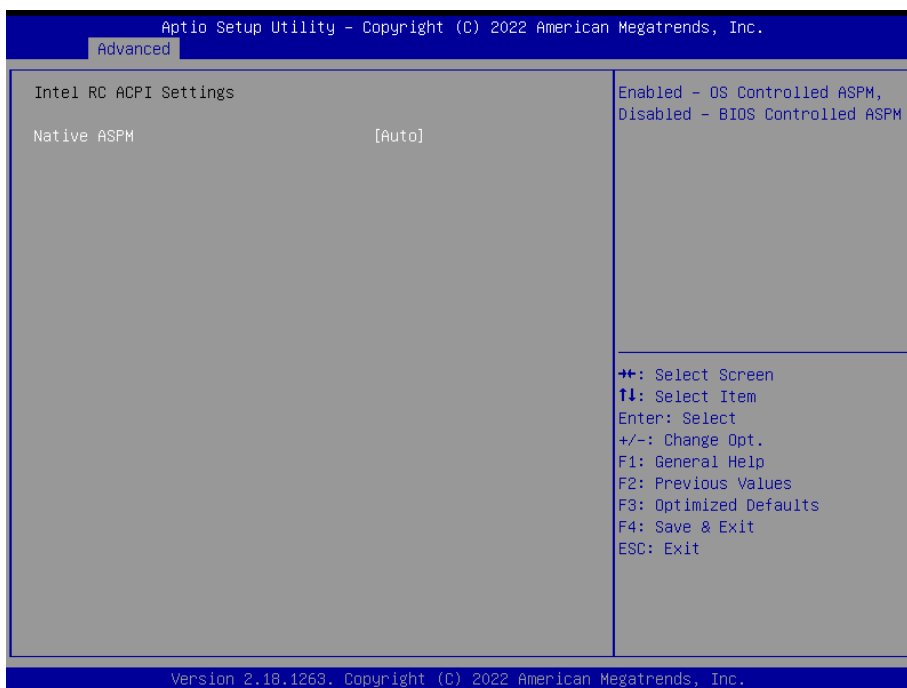 Aptio Setup Utility – Copyright (C) 2022 American Megatrends, Inc.
Advanced
Intel RC ACPI Settings
Native ASPM [Auto]
Enabled – OS Controlled ASPM,
Disabled – BIOS Controlled ASPM
→←: Select Screen
↑↓: Select Item
Enter: Select
+/-: Change Opt.
F1: General Help
F2: Previous Values
F3: Optimized Defaults
F4: Save & Exit
ESC: Exit
Version 2.18.1263. Copyright (C) 2022 American Megatrends, Inc.